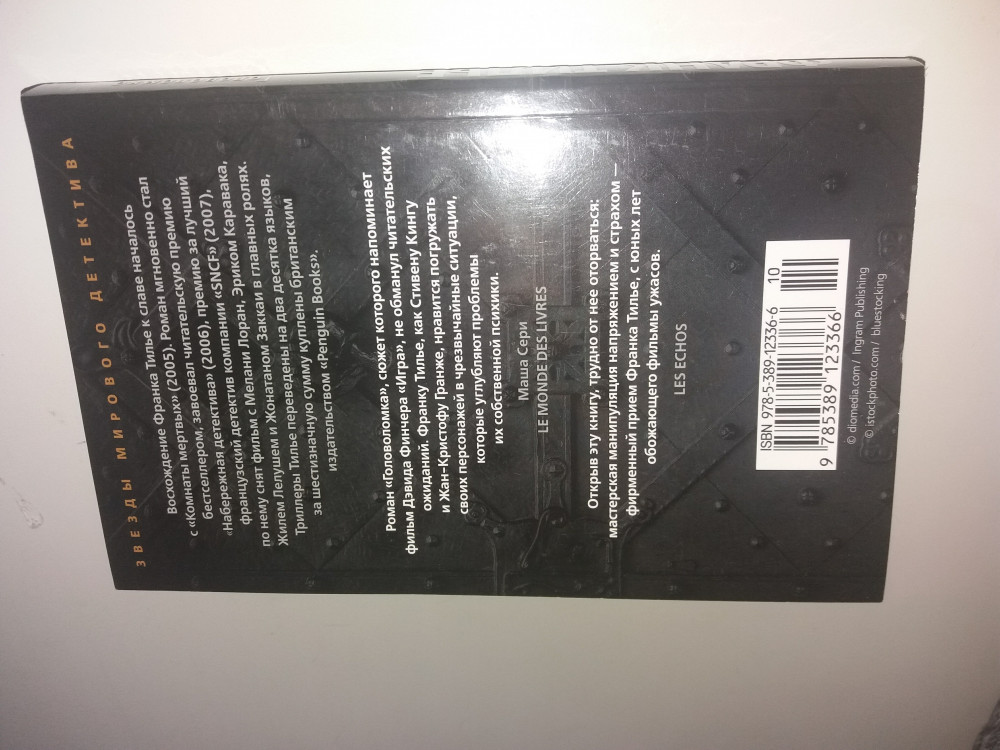 ЗВЕЗДЫ МИРОВОГО ДЕТЕКТИВА
Восхождение Франка Тилье к славе началось
с «Комнаты мертвых» (2005). Роман мгновенно стал
бестселлером, завоевал читательскую премию
«Набережная детектива» (2006), премию за лучший
французский детектив компании «SNCF» (2007),
по нему снят фильм с Мелани Лоран, Эриком Каравака,
Жилем Лелушем и Жонатаном Заккаи в главных ролях.
Триллеры Тилье переведены на два десятка языков,
за шестизначную сумму куплены британским
издательством «Penguin Books».
Роман «Головоломка», сюжет которого напоминает
фильм Дэвида Финчера «Игра», не обманул читательских
ожиданий. Франку Тилье, как Стивену Кингу
и Жан-Кристофу Гранже, нравится погружать
своих персонажей в чрезвычайные ситуации,
которые углубляют проблемы
их собственной психики.
Маша Сери
LE MONDE DES LIVRES
Открыв эту книгу, трудно от нее оторваться:
мастерская манипуляция напряжением и страхом —
фирменный прием Франка Тилье, с юных лет
обожающего фильмы ужасов.
LES ECHOS
ISBN 978-5-389-12336-6
10
9 785389 123366
© diomedia.com / Ingram Publishing
© istockphoto.com / bluestocking